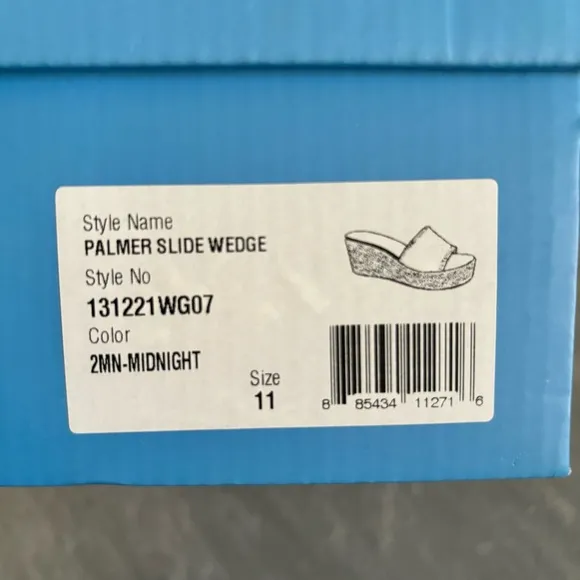 Style Name
PALMER SLIDE WEDGE
Style No
131221WG07
Color
2MN-MIDNIGHT
Size
11
8 85434 11271 6